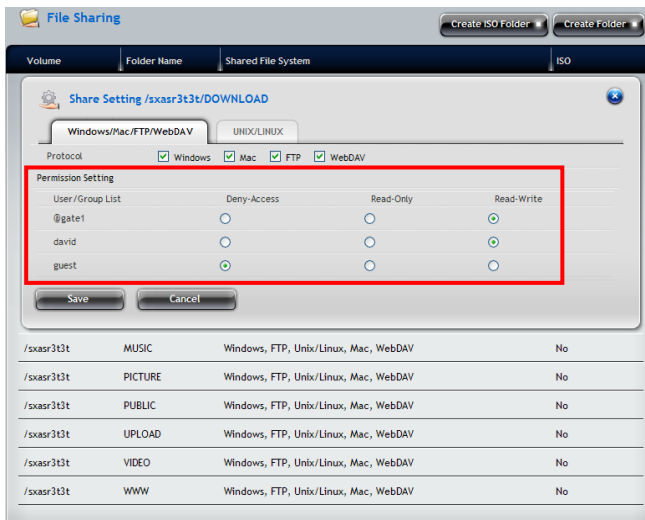 File Sharing
Create ISO Folder Create Folder
Volume Folder Name Shared File System ISO
Share Setting /sxasr3t3t/DOWNLOAD
Windows/Mac/FTP/WebDAV UNIX/LINUX
Protocol Windows Mac FTP WebDAV
Permission Setting
User/Group List Deny-Access Read-Only Read-Write
@gate1
david
guest
Save Cancel
/sxasr3t3t MUSIC Windows, FTP, Unix/Linux, Mac, WebDAV No
/sxasr3t3t PICTURE Windows, FTP, Unix/Linux, Mac, WebDAV No
/sxasr3t3t PUBLIC Windows, FTP, Unix/Linux, Mac, WebDAV No
/sxasr3t3t UPLOAD Windows, FTP, Unix/Linux, Mac, WebDAV No
/sxasr3t3t VIDEO Windows, FTP, Unix/Linux, Mac, WebDAV No
/sxasr3t3t WWW Windows, FTP, Unix/Linux, Mac, WebDAV No